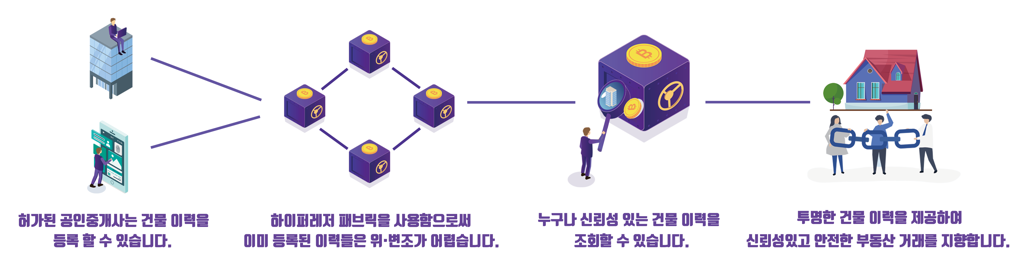 허가된 공인중개사는 건물 이력을
등록 할 수 있습니다.
하이퍼레저 패브릭을 사용함으로써
이미 등록된 이력들은 위·변조가 어렵습니다.
누구나 신뢰성 있는 건물 이력을
조회할 수 있습니다.
투명한 건물 이력을 제공하여
신뢰성있고 안전한 부동산 거래를 지향합니다.